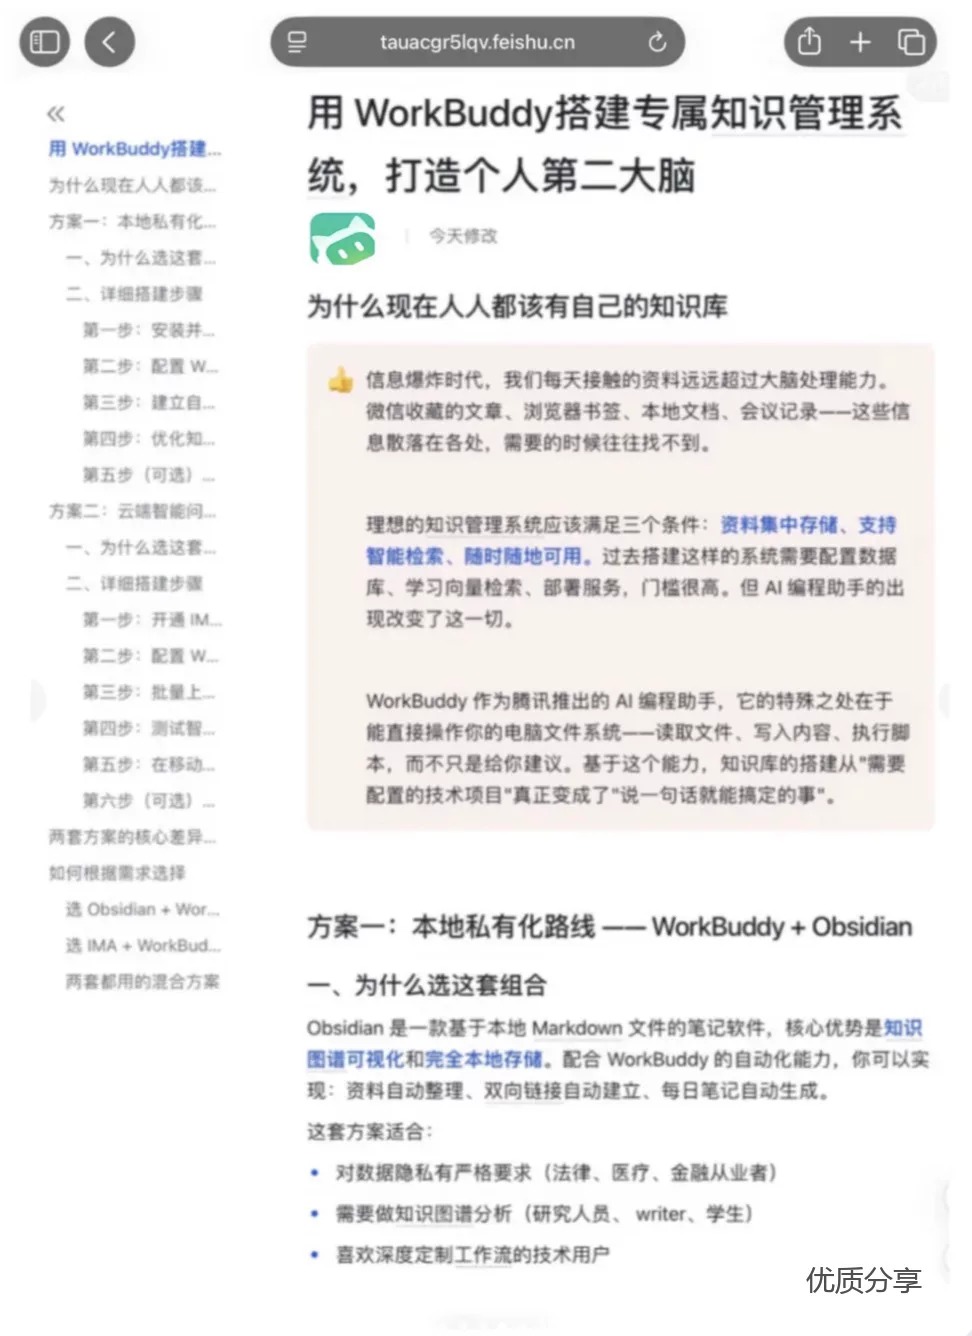 tauacgr5lqv.feishu.cn
用 WorkBuddy搭建...
为什么现在人人都该...
方案一：本地私有化...
一、为什么选这套...
二、详细搭建步骤
第一步：安装并...
第二步：配置 W...
第三步：建立自...
第四步：优化知...
第五步（可选）...
方案二：云端智能问...
一、为什么选这套...
二、详细搭建步骤
第一步：开通 IM...
第二步：配置 W...
第三步：批量上...
第四步：测试智...
第五步：在移动...
第六步（可选）...
两套方案的核心差异...
如何根据需求选择
选 Obsidian + Wor...
选 IMA + WorkBud...
两套都用的混合方案
用 WorkBuddy搭建专属知识管理系
统，打造个人第二大脑
今天修改
为什么现在人人都该有自己的知识库
信息爆炸时代，我们每天接触的资料远远超过大脑处理能力。
微信收藏的文章、浏览器书签、本地文档、会议记录——这些信
息散落在各处，需要的时候往往找不到。
理想的知识管理系统应该满足三个条件：资料集中存储、支持
智能检索、随时随地可用。过去搭建这样的系统需要配置数据
库、学习向量检索、部署服务，门槛很高。但 AI 编程助手的出
现改变了这一切。
WorkBuddy 作为腾讯推出的 AI 编程助手，它的特殊之处在于
能直接操作你的电脑文件系统——读取文件、写入内容、执行脚
本，而不只是给你建议。基于这个能力，知识库的搭建从"需要
配置的技术项目"真正变成了"说一句话就能搞定的事"。
方案一：本地私有化路线 —— WorkBuddy + Obsidian
一、为什么选这套组合
Obsidian 是一款基于本地 Markdown 文件的笔记软件，核心优势是知识
图谱可视化和完全本地存储。配合 WorkBuddy 的自动化能力，你可以实
现：资料自动整理、双向链接自动建立、每日笔记自动生成。
这套方案适合：
• 对数据隐私有严格要求（法律、医疗、金融从业者）
• 需要做知识图谱分析（研究人员、 writer、学生）
• 喜欢深度定制工作流的技术用户
优质分享